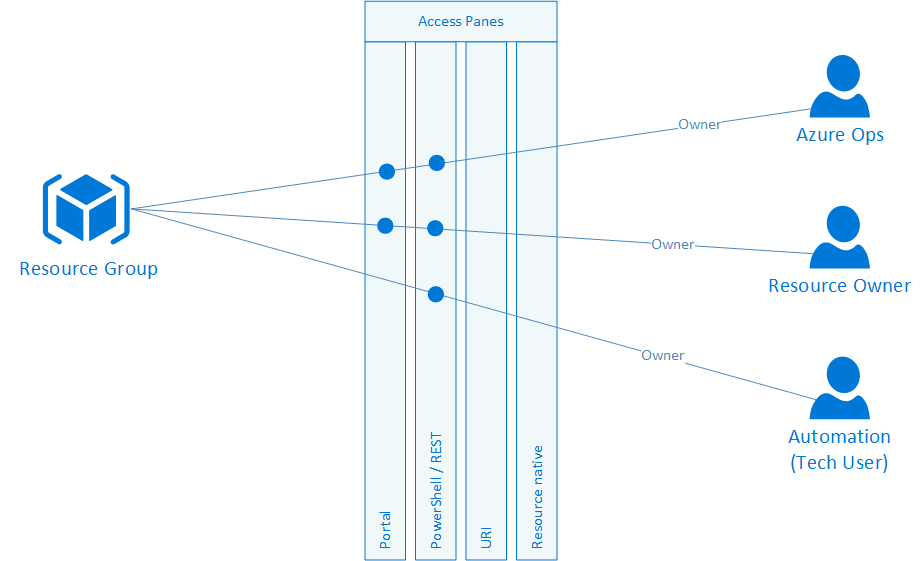 Access Panes
Owner
Azure Ops
Resource Group
Owner
Resource Owner
Owner
Automation
(Tech User)
Portal
PowerShell / REST
URI
Resource native